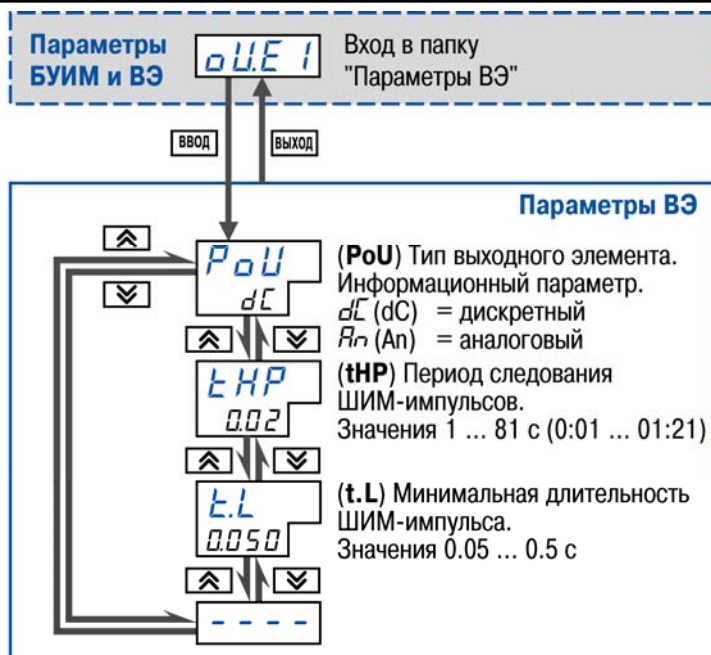 Параметры
БУИМ и ВЭ
oU.E 1
Вход в папку
"Параметры ВЭ"
ВВОД
ВЫХОД
Параметры ВЭ
PoU
dC
(PoU) Тип выходного элемента.
Информационный параметр.
dC (dC) = дискретный
An (An) = аналоговый
tHP
0.02
(tHP) Период следования
ШИМ-импульсов.
Значения 1 ... 81 с (0:01 ... 01:21)
t.L
0.050
(t.L) Минимальная длительность
ШИМ-импульса.
Значения 0.05 ... 0.5 с
- - - -